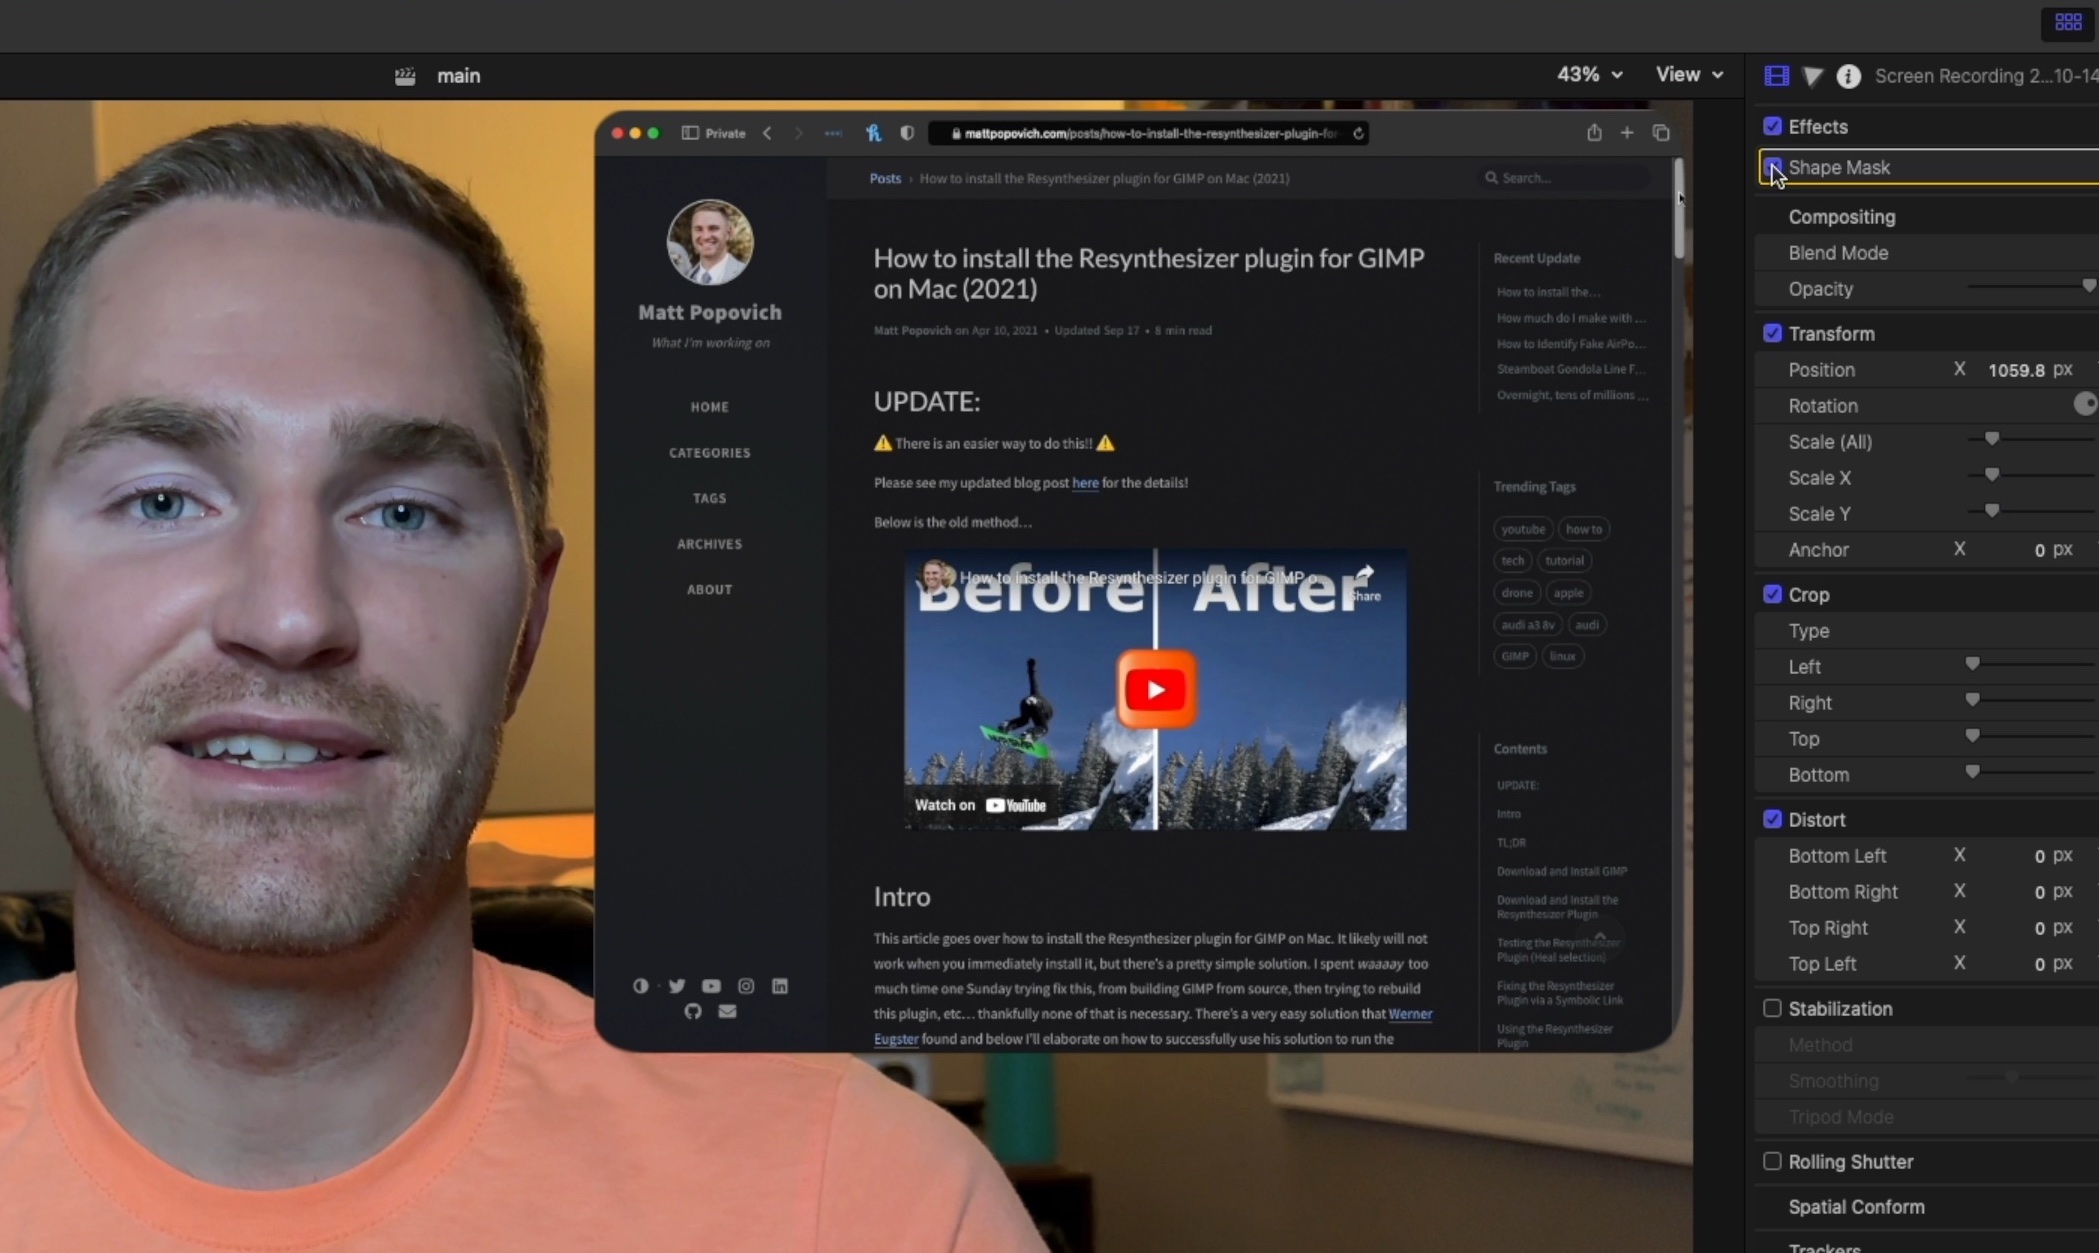 main
43%
View
Screen Recording 2...10-14
Private
mattpopovich.com/posts/how-to-install-the-resynthesizer-plugin-for-
Posts › How to install the Resynthesizer plugin for GIMP on Mac (2021)
Search...
Matt Popovich
What I'm working on
HOME
CATEGORIES
TAGS
ARCHIVES
ABOUT
How to install the Resynthesizer plugin for GIMP
on Mac (2021)
Matt Popovich on Apr 10, 2021 • Updated Sep 17 • 8 min read
UPDATE:
⚠️ There is an easier way to do this!! ⚠️
Please see my updated blog post here for the details!
Below is the old method…
How to install the Resynthesizer plugin for GIMP o
Before
After
Share
Watch on YouTube
Intro
This article goes over how to install the Resynthesizer plugin for GIMP on Mac. It likely will not
work when you immediately install it, but there's a pretty simple solution. I spent waaaay too
much time one Sunday trying fix this, from building GIMP from source, then trying to rebuild
this plugin, etc… thankfully none of that is necessary. There's a very easy solution that Werner
Eugster found and below I'll elaborate on how to successfully use his solution to run the
Recent Update
How to install the…
How much do I make with …
How to Identify Fake AirPo…
Steamboat Gondola Line F…
Overnight, tens of millions …
Trending Tags
youtube
how to
tech
tutorial
drone
apple
audi a3 8v
audi
GIMP
linux
Contents
UPDATE:
Intro
TL;DR
Download and Install GIMP
Download and Install the
Resynthesizer Plugin
Testing the Resynthesizer
Plugin (Heal selection)
Fixing the Resynthesizer
Plugin via a Symbolic Link
Using the Resynthesizer
Plugin
Effects
Shape Mask
Compositing
Blend Mode
Opacity
Transform
Position X 1059.8 px
Rotation
Scale (All)
Scale X
Scale Y
Anchor X 0 px
Crop
Type
Left
Right
Top
Bottom
Distort
Bottom Left X 0 px
Bottom Right X 0 px
Top Right X 0 px
Top Left X 0 px
Stabilization
Method
Smoothing
Tripod Mode
Rolling Shutter
Spatial Conform
Trackers